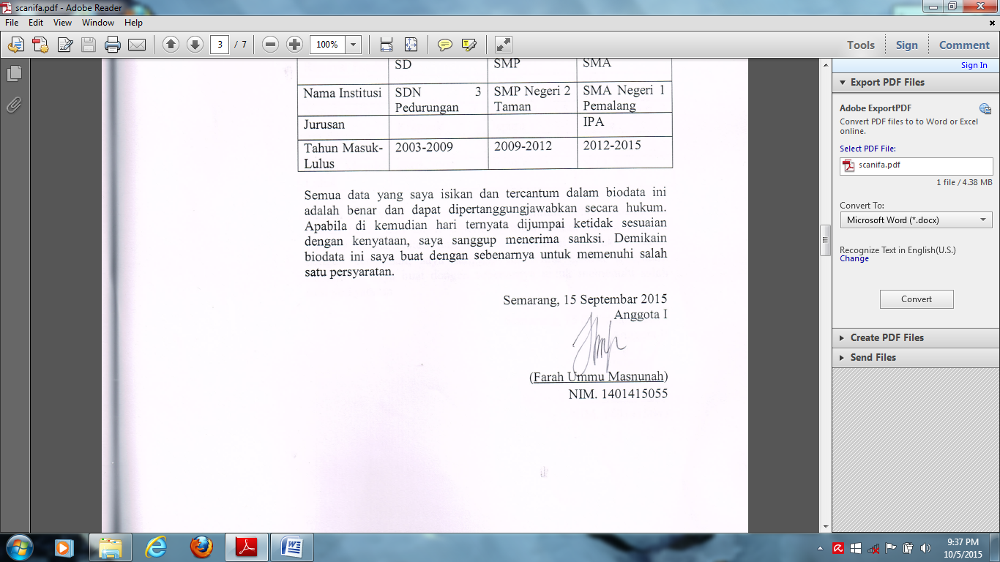 scanifa.pdf - Adobe Reader
File Edit View Window Help
3 / 7 100% Tools Sign Comment
Sign In
Export PDF Files
Adobe ExportPDF
Convert PDF files to to Word or Excel
online.
Select PDF File:
scanifa.pdf
1 file / 4.38 MB
Convert To:
Microsoft Word (*.docx)
Recognize Text in English(U.S.)
Change
Convert
Create PDF Files
Send Files
SD SMP SMA
Nama Institusi SDN 3 SMP Negeri 2 SMA Negeri 1
Pedurungan Taman Pemalang
Jurusan IPA
Tahun Masuk- 2003-2009 2009-2012 2012-2015
Lulus
Semua data yang saya isikan dan tercantum dalam biodata ini
adalah benar dan dapat dipertanggungjawabkan secara hukum.
Apabila di kemudian hari ternyata dijumpai ketidak sesuaian
dengan kenyataan, saya sanggup menerima sanksi. Demikain
biodata ini saya buat dengan sebenarnya untuk memenuhi salah
satu persyaratan.
Semarang, 15 Septembar 2015
Anggota I
(Farah Ummu Masnunah)
NIM. 1401415055
9:37 PM
10/5/2015